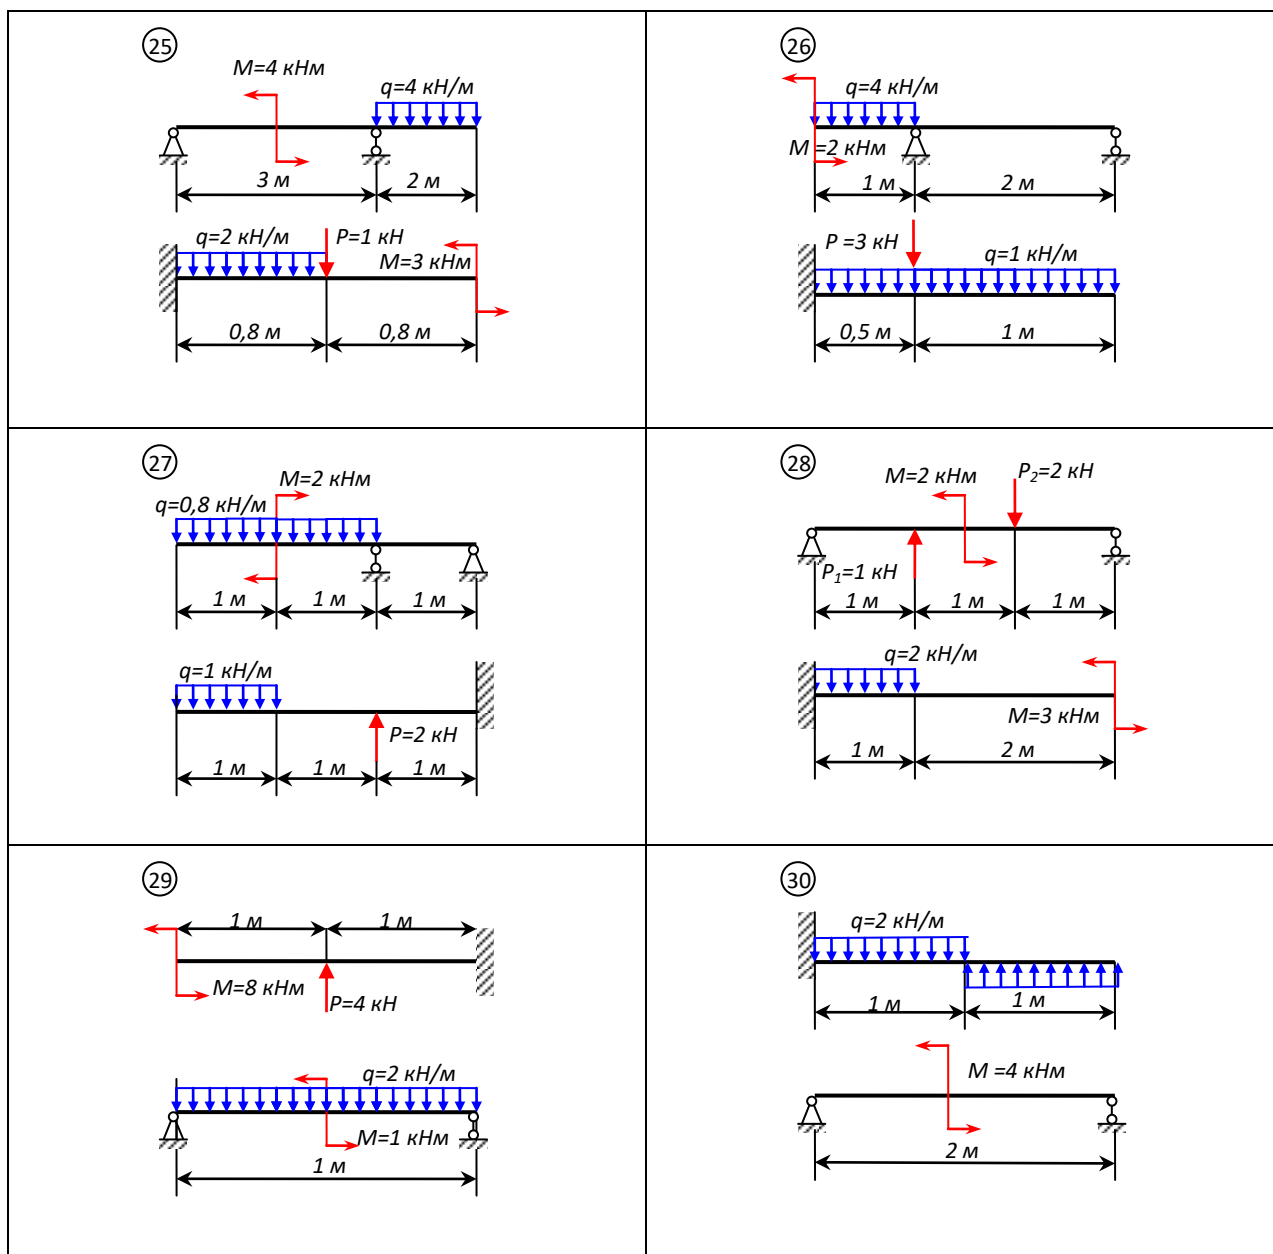 25
M=4 кНм
q=4 кН/м
3 м
2 м
q=2 кН/м
P=1 кН
M=3 кНм
0,8 м
0,8 м
26
q=4 кН/м
M =2 кНм
1 м
2 м
P =3 кН
q=1 кН/м
0,5 м
1 м
27
M=2 кНм
q=0,8 кН/м
1 м
1 м
1 м
q=1 кН/м
P=2 кН
1 м
1 м
1 м
28
M=2 кНм
P2=2 кН
P1=1 кН
1 м
1 м
1 м
q=2 кН/м
M=3 кНм
1 м
2 м
29
1 м
1 м
M=8 кНм
P=4 кН
q=2 кН/м
M=1 кНм
1 м
30
q=2 кН/м
1 м
1 м
M =4 кНм
2 м